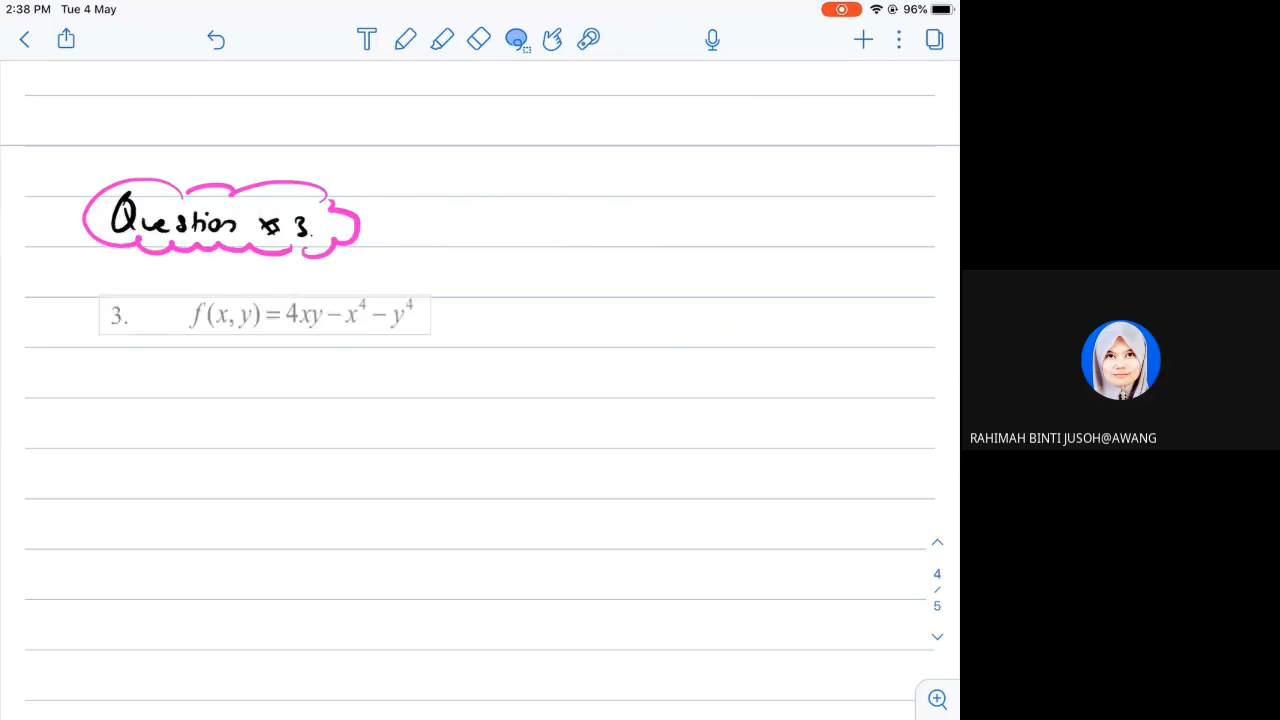 2:38 PM Tue 4 May 96%
T
Question * 3.
3. f(x, y) = 4xy − x⁴ − y⁴
RAHIMAH BINTI JUSOH@AWANG
4
/
5